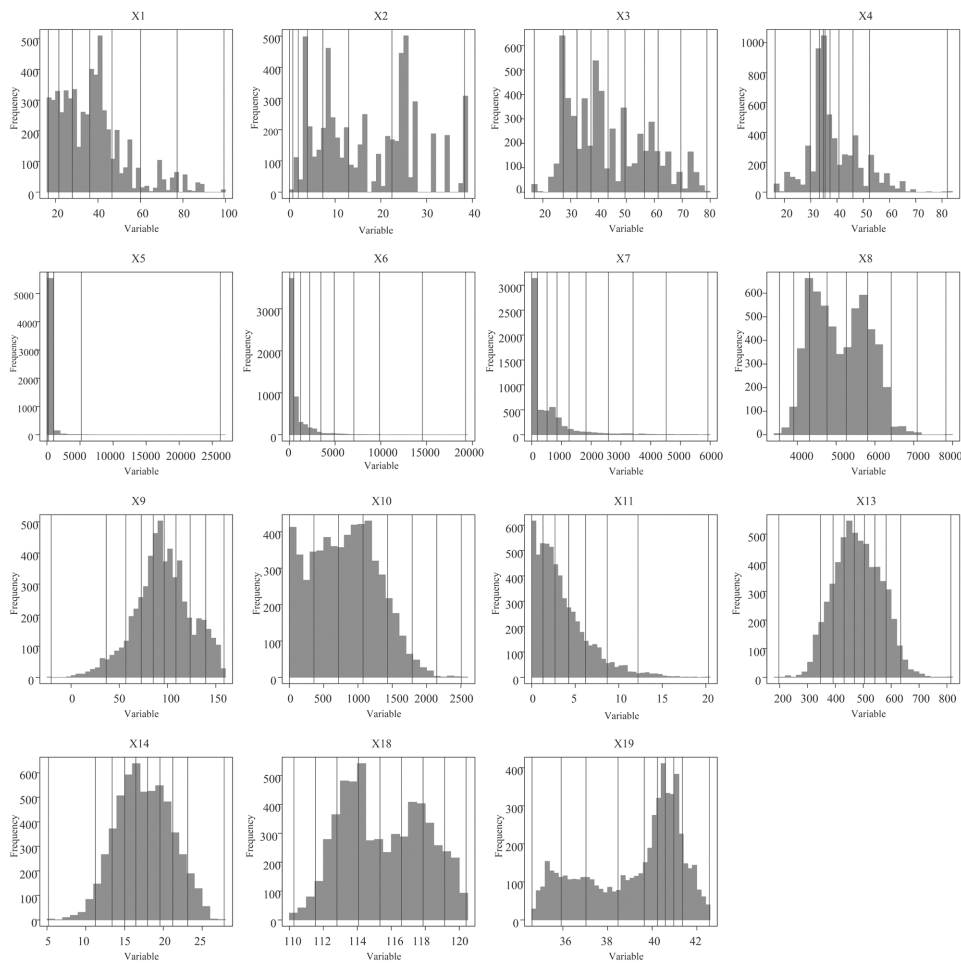 X1
X2
X3
X4
Frequency
500
400
300
200
100
0
20 40 60 80 100
Variable
Frequency
500
400
300
200
100
0
0 10 20 30 40
Variable
Frequency
600
500
400
300
200
100
0
20 30 40 50 60 70 80
Variable
Frequency
1000
800
600
400
200
0
20 30 40 50 60 70 80
Variable
X5
X6
X7
X8
Frequency
5000
4000
3000
2000
1000
0
0 5000 10000 15000 20000 25000
Variable
Frequency
3000
2000
1000
0
0 5000 10000 15000 20000
Variable
Frequency
3000
2500
2000
1500
1000
500
0
0 1000 2000 3000 4000 5000 6000
Variable
Frequency
600
500
400
300
200
100
0
4000 5000 6000 7000 8000
Variable
X9
X10
X11
X13
Frequency
500
400
300
200
100
0
0 50 100 150
Variable
Frequency
400
300
200
100
0
0 500 1000 1500 2000 2500
Variable
Frequency
600
500
400
300
200
100
0
0 5 10 15 20
Variable
Frequency
500
400
300
200
100
0
200 300 400 500 600 700 800
Variable
X14
X18
X19
Frequency
600
500
400
300
200
100
0
5 10 15 20 25
Variable
Frequency
500
400
300
200
100
0
110 112 114 116 118 120
Variable
Frequency
400
300
200
100
0
36 38 40 42
Variable